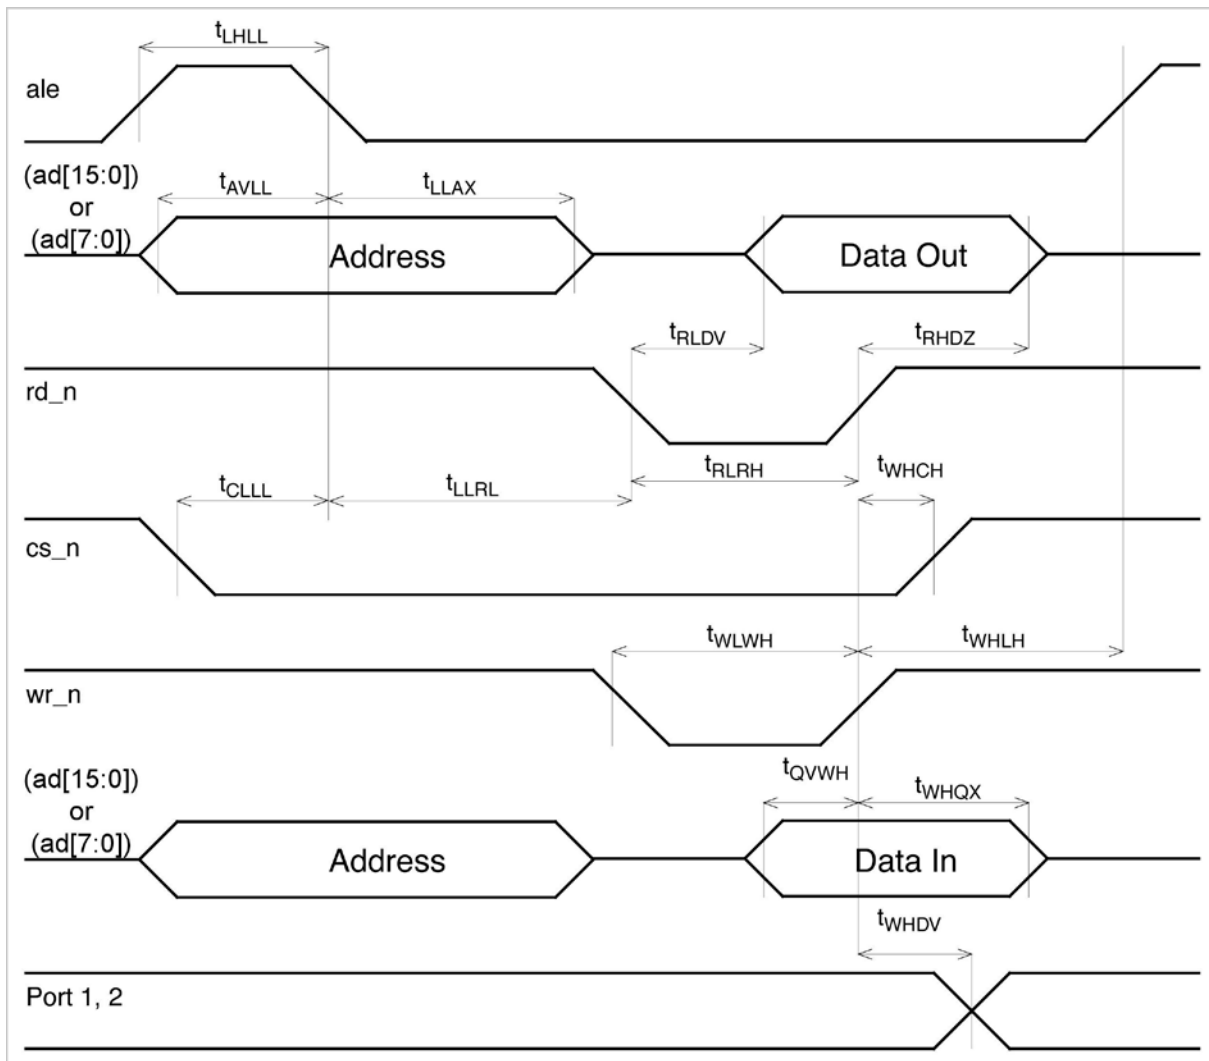 tLHLL
ale
(ad[15:0])
or
(ad[7:0])
tAVLL
tLLAX
Address
Data Out
tRLDV
tRHDZ
rd_n
tRLRH
tWHCH
tCLLL
tLLRL
cs_n
tWLWH
tWHLH
wr_n
(ad[15:0])
or
(ad[7:0])
tQVWH
tWHQX
Address
Data In
tWHDV
Port 1, 2